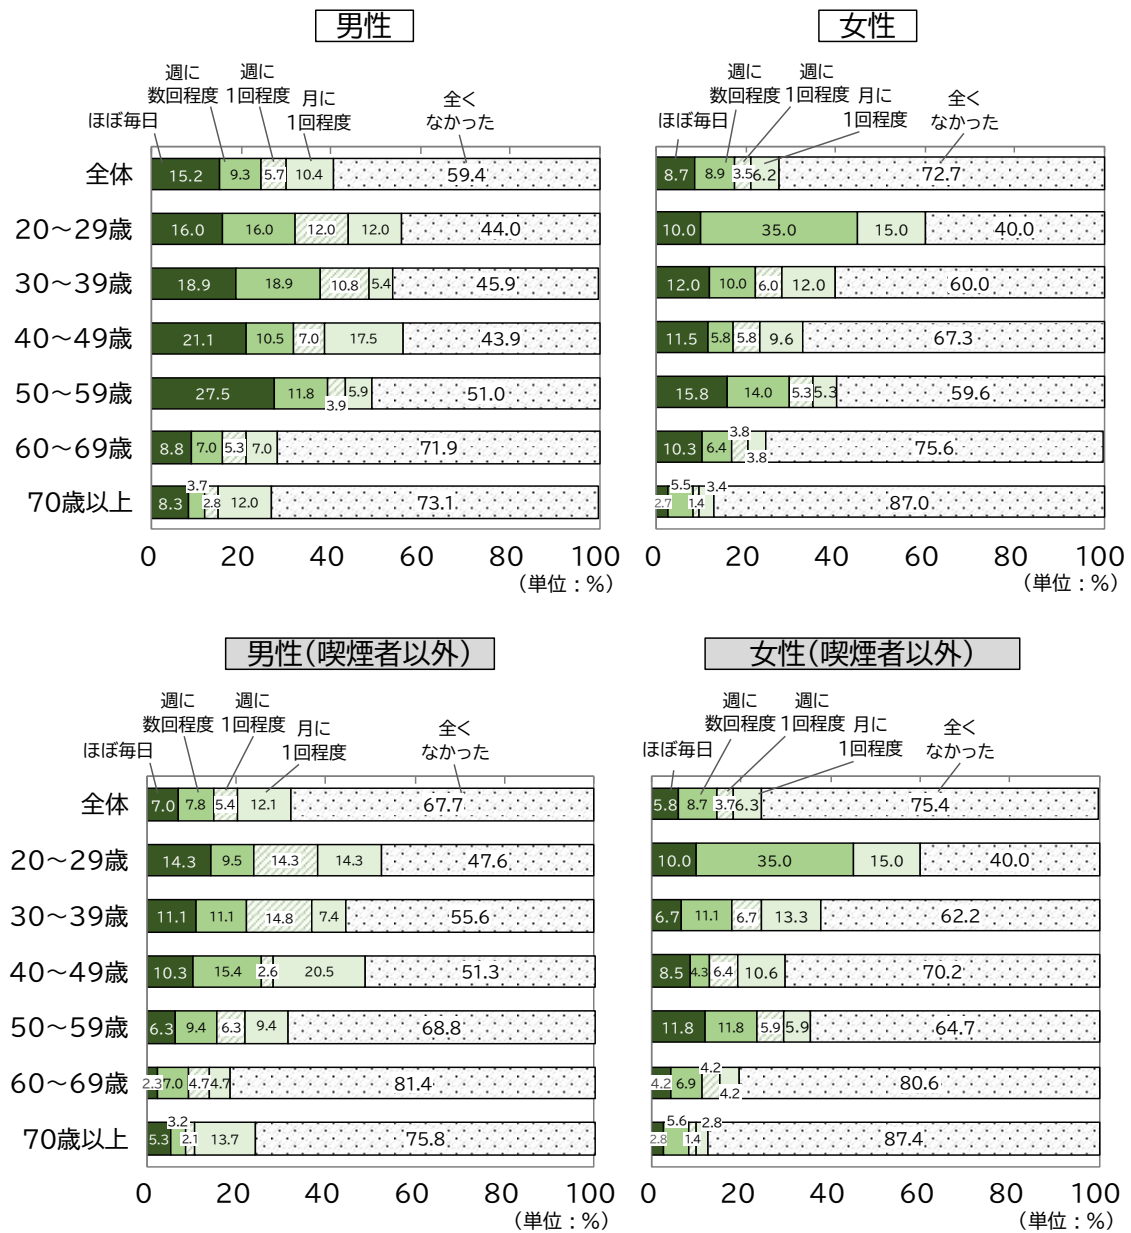 男性
週に
数回程度
週に
1回程度
月に
1回程度
全く
なかった
ほぼ毎日
全体 15.2 9.3 5.7 10.4 59.4
20～29歳 16.0 16.0 12.0 12.0 44.0
30～39歳 18.9 18.9 10.8 5.4 45.9
40～49歳 21.1 10.5 7.0 17.5 43.9
50～59歳 27.5 11.8 3.9 5.9 51.0
60～69歳 8.8 7.0 5.3 7.0 71.9
70歳以上 8.3 3.7 2.8 12.0 73.1
0 20 40 60 80 100
（単位：%）
女性
週に
数回程度
週に
1回程度
月に
1回程度
全く
なかった
ほぼ毎日
8.7 8.9 3.5 6.2 72.7
10.0 35.0 15.0 40.0
12.0 10.0 6.0 12.0 60.0
11.5 5.8 5.8 9.6 67.3
15.8 14.0 5.3 5.3 59.6
10.3 6.4 3.8 3.8 75.6
2.7 5.5 1.4 3.4 87.0
0 20 40 60 80 100
（単位：%）
男性（喫煙者以外）
週に
数回程度
週に
1回程度
月に
1回程度
全く
なかった
ほぼ毎日
全体 7.0 7.8 5.4 12.1 67.7
20～29歳 14.3 9.5 14.3 14.3 47.6
30～39歳 11.1 11.1 14.8 7.4 55.6
40～49歳 10.3 15.4 2.6 20.5 51.3
50～59歳 6.3 9.4 6.3 9.4 68.8
60～69歳 2.3 7.0 4.7 4.7 81.4
70歳以上 5.3 3.2 2.1 13.7 75.8
0 20 40 60 80 100
（単位：%）
女性（喫煙者以外）
週に
数回程度
週に
1回程度
月に
1回程度
全く
なかった
ほぼ毎日
5.8 8.7 3.7 6.3 75.4
10.0 35.0 15.0 40.0
6.7 11.1 6.7 13.3 62.2
8.5 4.3 6.4 10.6 70.2
11.8 11.8 5.9 5.9 64.7
4.2 6.9 4.2 4.2 80.6
2.8 5.6 1.4 2.8 87.4
0 20 40 60 80 100
（単位：%）